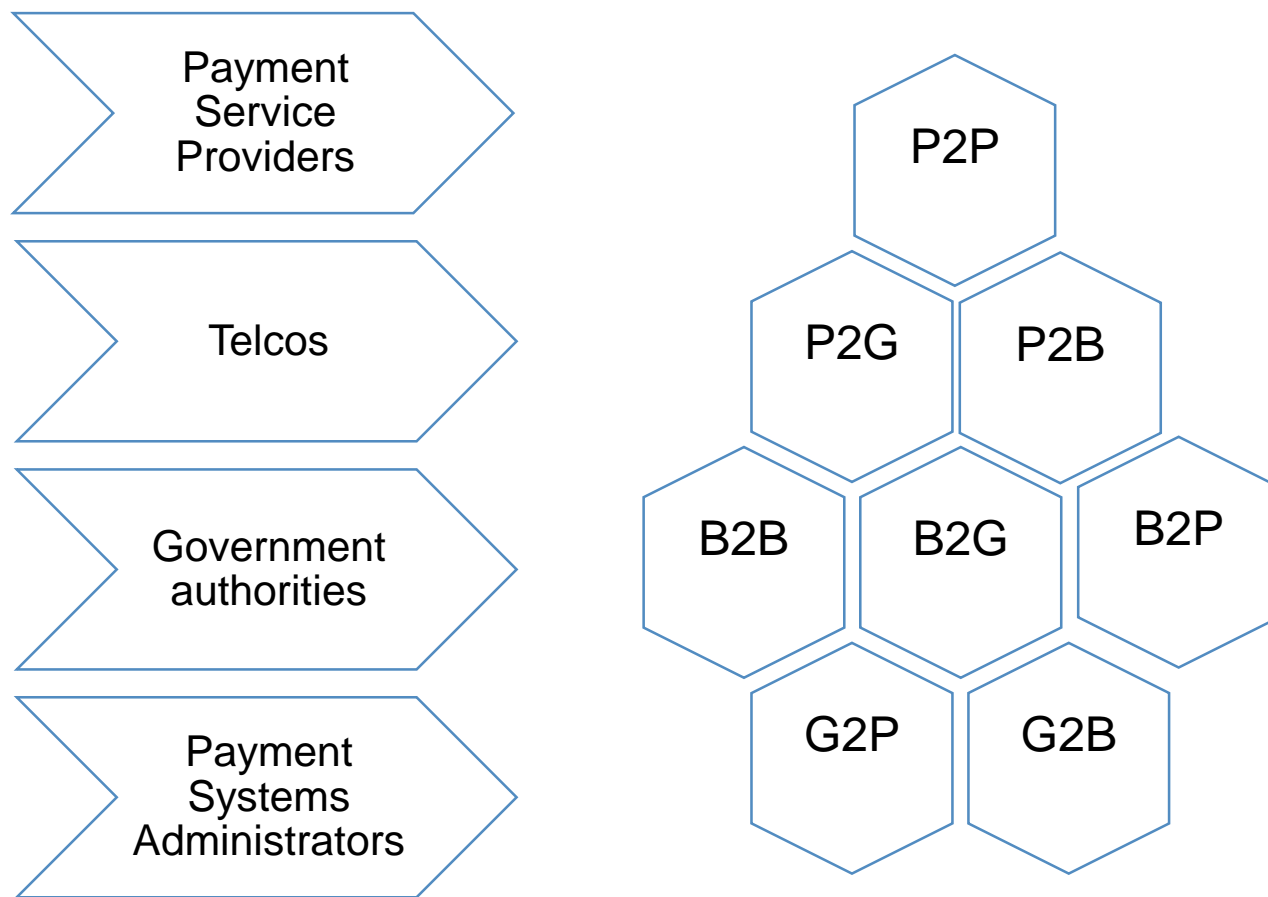 Payment
Service
Providers
Telcos
Government
authorities
Payment
Systems
Administrators
P2P
P2G
P2B
B2B
B2G
B2P
G2P
G2B